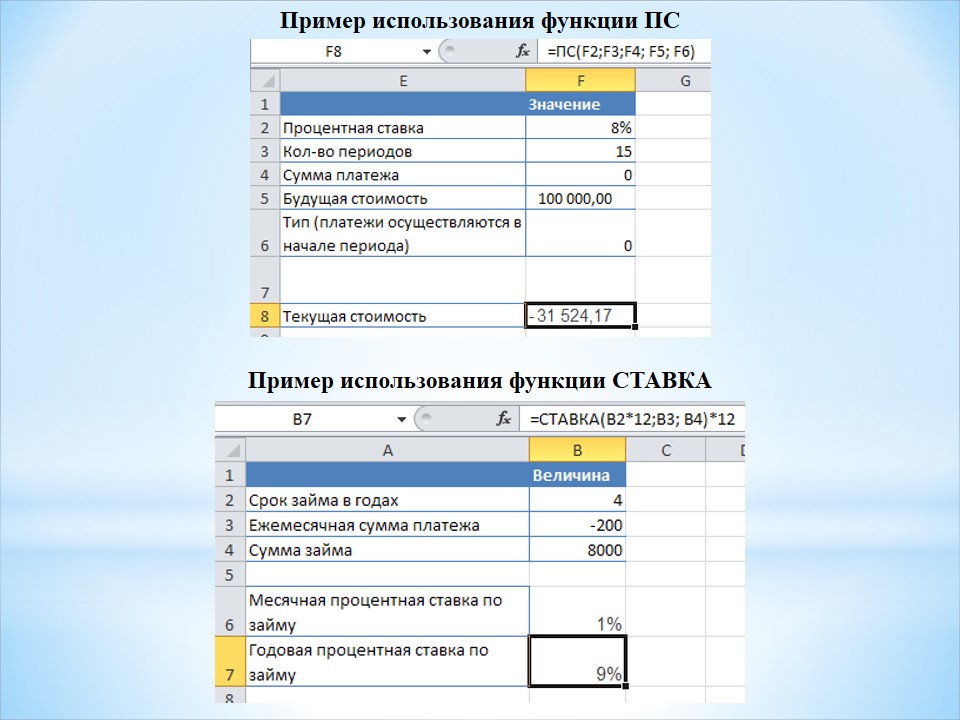 Пример использования функции ПС
F8 fx =ПС(F2;F3;F4; F5; F6)
E F G
1 Значение
2 Процентная ставка 8%
3 Кол-во периодов 15
4 Сумма платежа 0
5 Будущая стоимость 100 000,00
Тип (платежи осуществляются в
6 начале периода) 0
7
8 Текущая стоимость -31 524,17
Пример использования функции СТАВКА
B7 fx =СТАВКА(B2*12;B3; B4)*12
A B C
1 Величина
2 Срок займа в годах 4
3 Ежемесячная сумма платежа -200
4 Сумма займа 8000
5
Месячная процентная ставка по
6 займу 1%
Годовая процентная ставка по
7 займу 9%
8